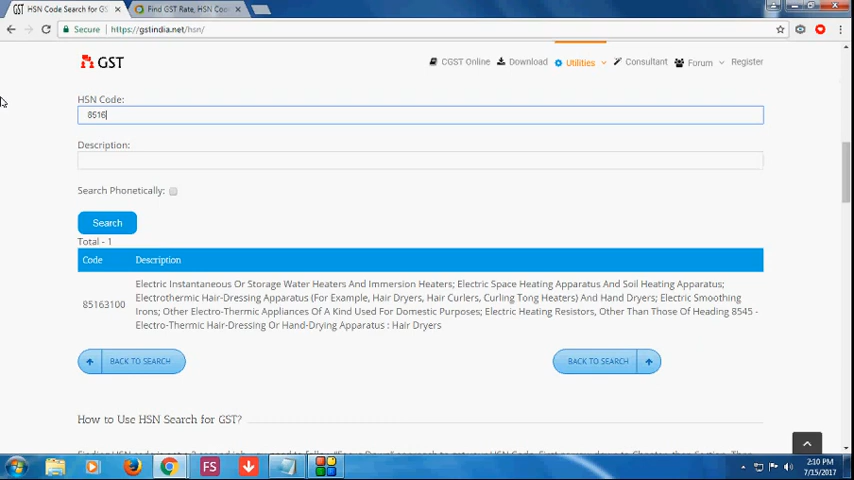 HSN Code Search for GS
Find GST Rate, HSN Cod
Secure https://gstindia.net/hsn/
GST
CGST Online Download Utilities Consultant Forum Register
HSN Code:
8516
Description:
Search Phonetically:
Search
Total - 1
Code Description
Electric Instantaneous Or Storage Water Heaters And Immersion Heaters; Electric Space Heating Apparatus And Soil Heating Apparatus;
Electrothermic Hair-Dressing Apparatus (For Example, Hair Dryers, Hair Curlers, Curling Tong Heaters) And Hand Dryers; Electric Smoothing
85163100 Irons; Other Electro-Thermic Appliances Of A Kind Used For Domestic Purposes; Electric Heating Resistors, Other Than Those Of Heading 8545 -
Electro-Thermic Hair-Dressing Or Hand-Drying Apparatus : Hair Dryers
BACK TO SEARCH BACK TO SEARCH
How to Use HSN Search for GST?
FS
2:10 PM
7/15/2017